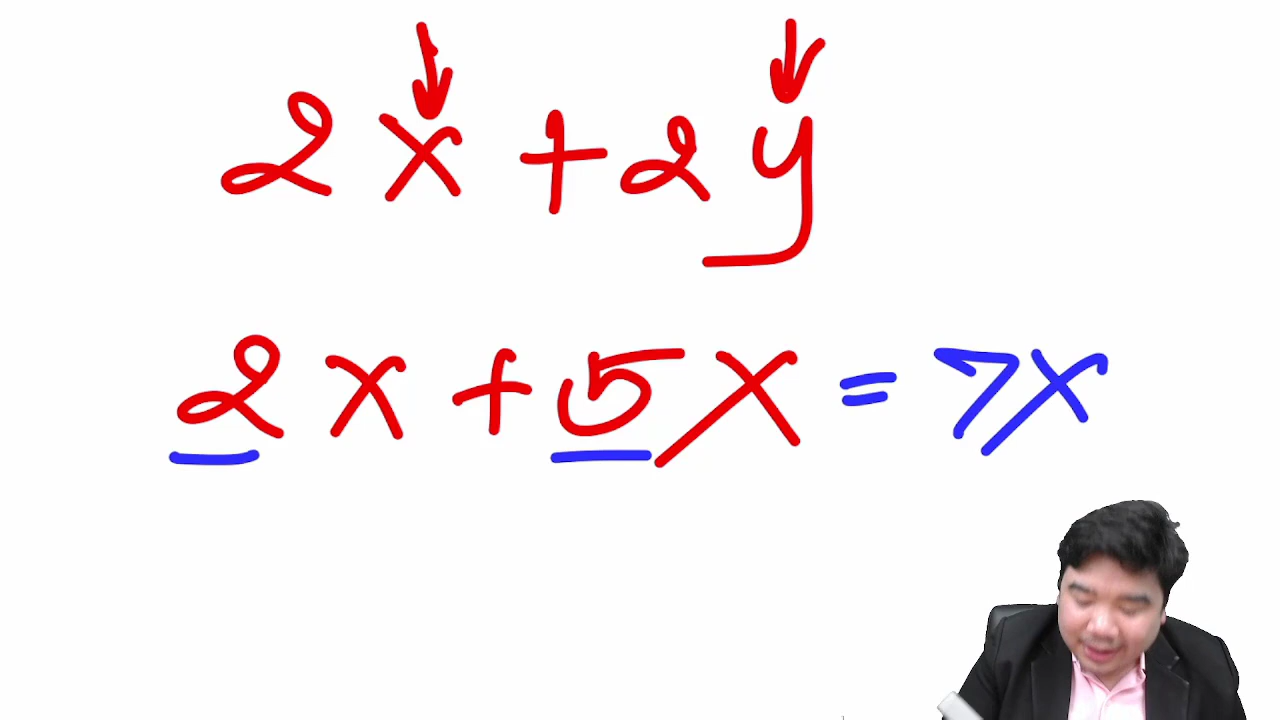 2x + 2y
2x + 5x = 7x